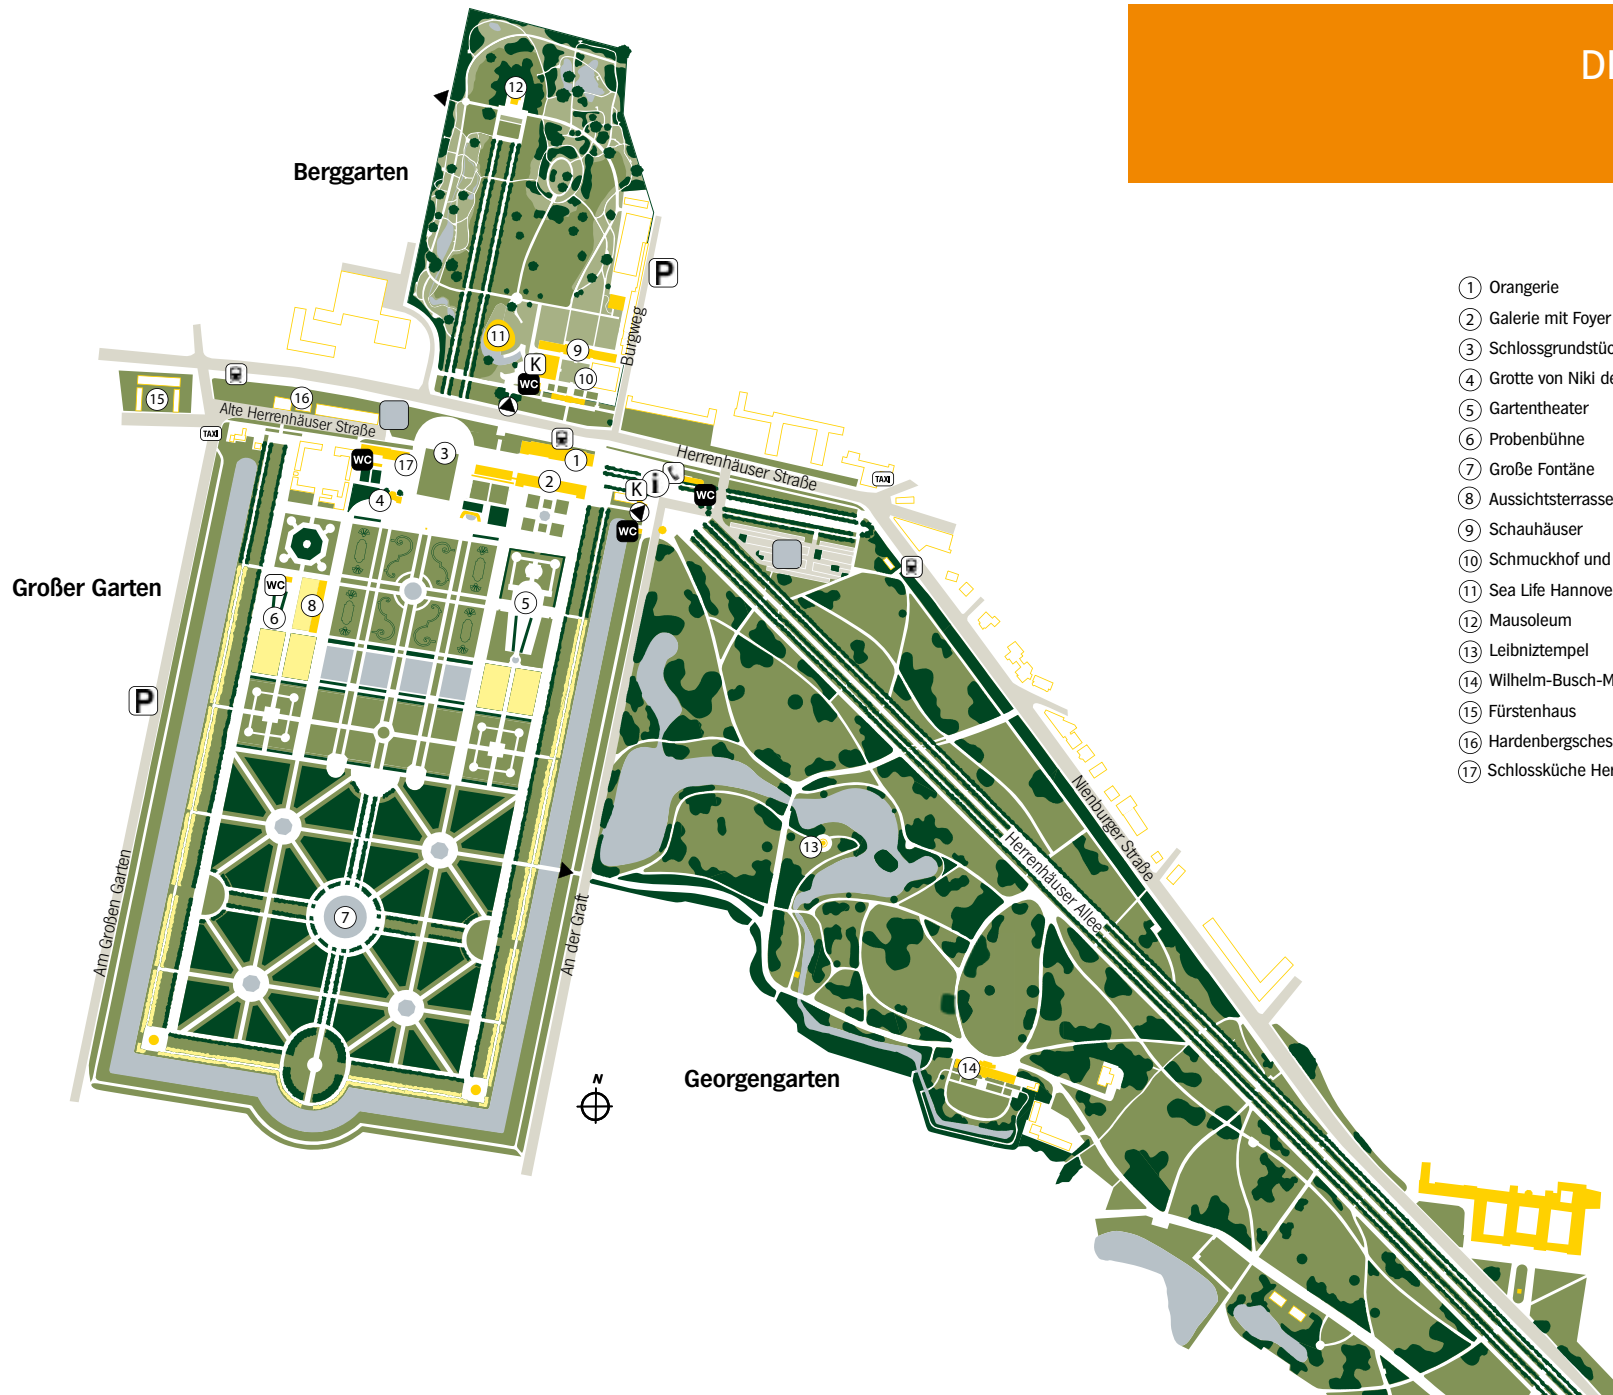 DI
Berggarten
Großer Garten
Georgengarten
Burgweg
Alte Herrenhäuser Straße
Herrenhäuser Straße
Herrenhäuser Allee
Nienburger Straße
Am Großen Garten
An der Graft
N
P
P
K
K
i
WC
WC
WC
WC
WC
TAXI
TAXI
12
11
9
10
15
16
17
3
1
2
4
5
8
6
7
13
14
1 Orangerie
2 Galerie mit Foyer
3 Schlossgrundstüc
4 Grotte von Niki de
5 Gartentheater
6 Probenbühne
7 Große Fontäne
8 Aussichtsterrasse
9 Schauhäuser
10 Schmuckhof und
11 Sea Life Hannove
12 Mausoleum
13 Leibniztempel
14 Wilhelm-Busch-M
15 Fürstenhaus
16 Hardenbergsches
17 Schlossküche Her